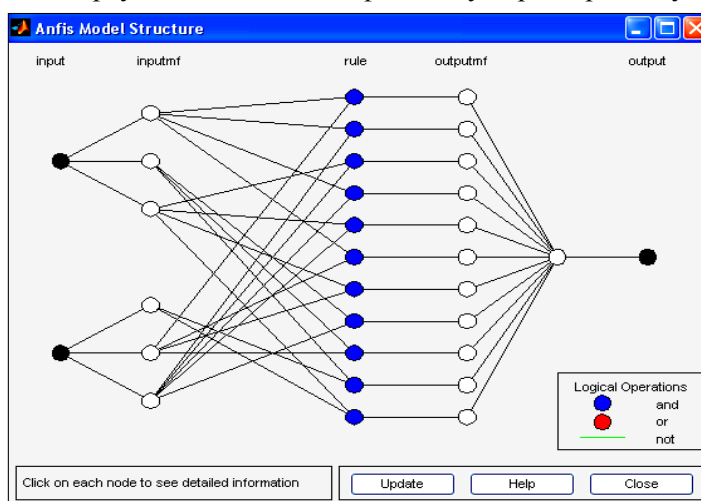 Anfis Model Structure
input inputmf rule outputmf output
Logical Operations
and
or
not
Click on each node to see detailed information
Update Help Close